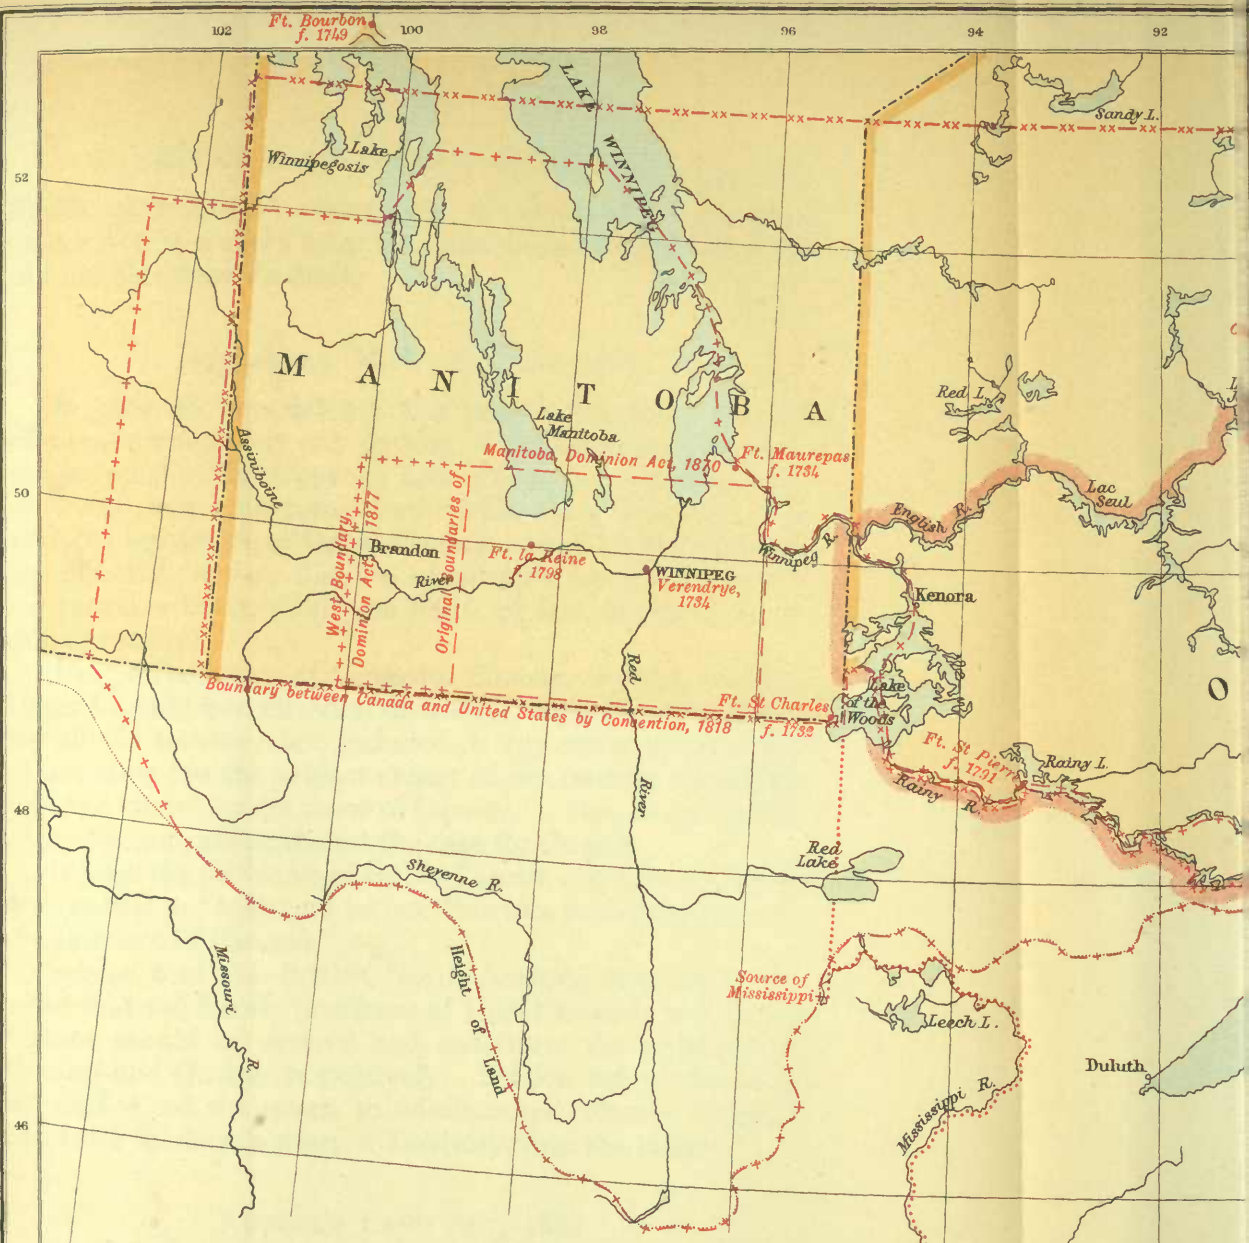 Ft. Bourbon
f. 1749
102
100
98
96
94
92
LAKE
WINNIPEG
Sandy L.
Lake
Winnipegosis
52
MANITOBA
Red L.
Lake
Manitoba
Assiniboine
Manitoba, Dominion Act, 1870
Ft. Maurepas
f. 1734
50
Lac
Seul
English R.
West Boundary,
Dominion Act, 1877
Original Boundaries of
Brandon
River
Ft. la Reine
f. 1798
WINNIPEG
Verendrye,
1734
Winnipeg R.
Kenora
Red
River
Boundary between Canada and United States by Convention, 1818
Ft. St Charles
f. 1732
Lake
of the
Woods
O
Ft. St Pierre
f. 1791
Rainy L.
Rainy R.
48
Red
Lake
Sheyenne R.
Height of Land
Missouri R.
Source of
Mississippi
Leech L.
Mississippi R.
Duluth
46